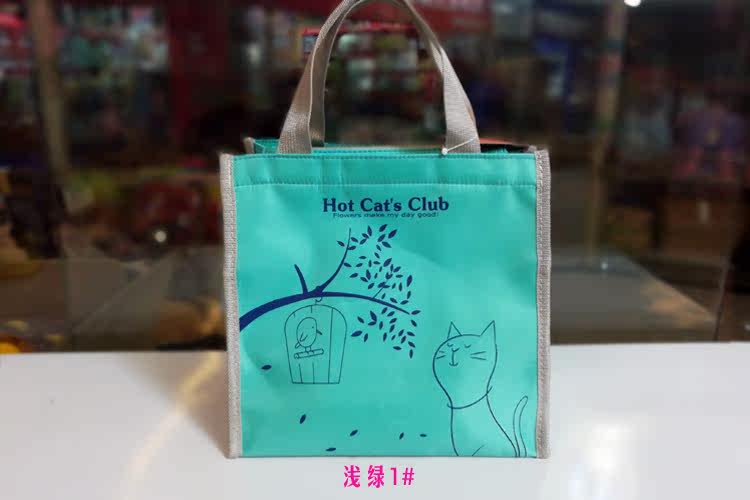 Hot Cat's Club
Flowers make my day good!
浅绿1#